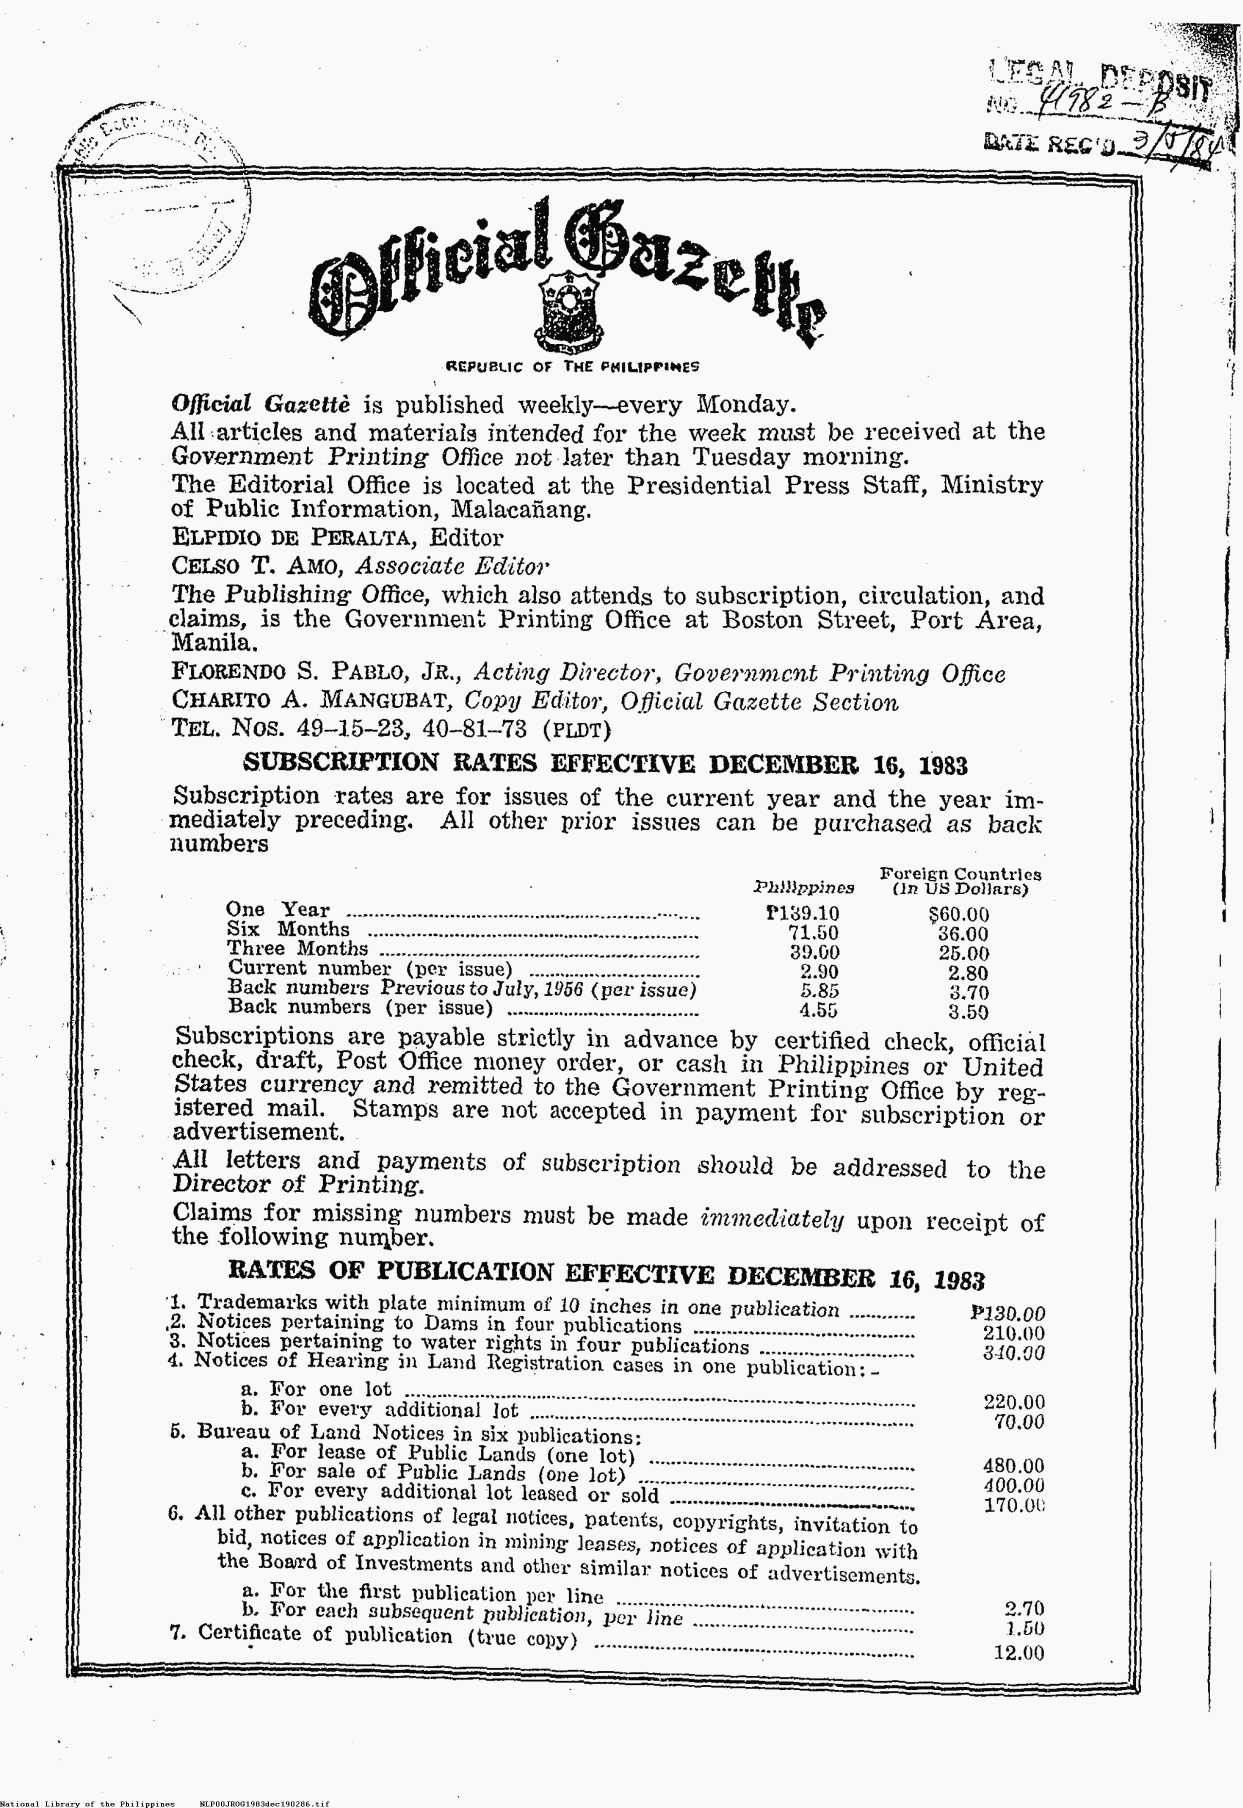 LEGAL DEPOSIT
NO. 41982-B
DATE REC'D 3/5/84
Official Gazette
REPUBLIC OF THE PHILIPPINES
Official Gazette is published weekly—every Monday.
All articles and materials intended for the week must be received at the
Government Printing Office not later than Tuesday morning.
The Editorial Office is located at the Presidential Press Staff, Ministry
of Public Information, Malacañang.
ELPIDIO DE PERALTA, Editor
CELSO T. AMO, Associate Editor
The Publishing Office, which also attends to subscription, circulation, and
claims, is the Government Printing Office at Boston Street, Port Area,
Manila.
FLORENDO S. PABLO, JR., Acting Director, Government Printing Office
CHARITO A. MANGUBAT, Copy Editor, Official Gazette Section
TEL. NOS. 49-15-23, 40-81-73 (PLDT)
SUBSCRIPTION RATES EFFECTIVE DECEMBER 16, 1983
Subscription rates are for issues of the current year and the year im-
mediately preceding. All other prior issues can be purchased as back
numbers
Philippines Foreign Countries
(In US Dollars)
One Year ₱139.10 $60.00
Six Months 71.50 36.00
Three Months 39.00 25.00
Current number (per issue) 2.90 2.80
Back numbers Previous to July, 1956 (per issue) 5.85 3.70
Back numbers (per issue) 4.55 3.50
Subscriptions are payable strictly in advance by certified check, official
check, draft, Post Office money order, or cash in Philippines or United
States currency and remitted to the Government Printing Office by reg-
istered mail. Stamps are not accepted in payment for subscription or
advertisement.
All letters and payments of subscription should be addressed to the
Director of Printing.
Claims for missing numbers must be made immediately upon receipt of
the following number.
RATES OF PUBLICATION EFFECTIVE DECEMBER 16, 1983
1. Trademarks with plate minimum of 10 inches in one publication ₱130.00
2. Notices pertaining to Dams in four publications 210.00
3. Notices pertaining to water rights in four publications 340.00
4. Notices of Hearing in Land Registration cases in one publication:-
a. For one lot 220.00
b. For every additional lot 70.00
5. Bureau of Land Notices in six publications:
a. For lease of Public Lands (one lot) 480.00
b. For sale of Public Lands (one lot) 400.00
c. For every additional lot leased or sold 170.00
6. All other publications of legal notices, patents, copyrights, invitation to
bid, notices of application in mining leases, notices of application with
the Board of Investments and other similar notices of advertisements.
a. For the first publication per line 2.70
b. For each subsequent publication, per line 1.50
7. Certificate of publication (true copy) 12.00
National Library of the Philippines NLP00JROG1983dec190286.tif